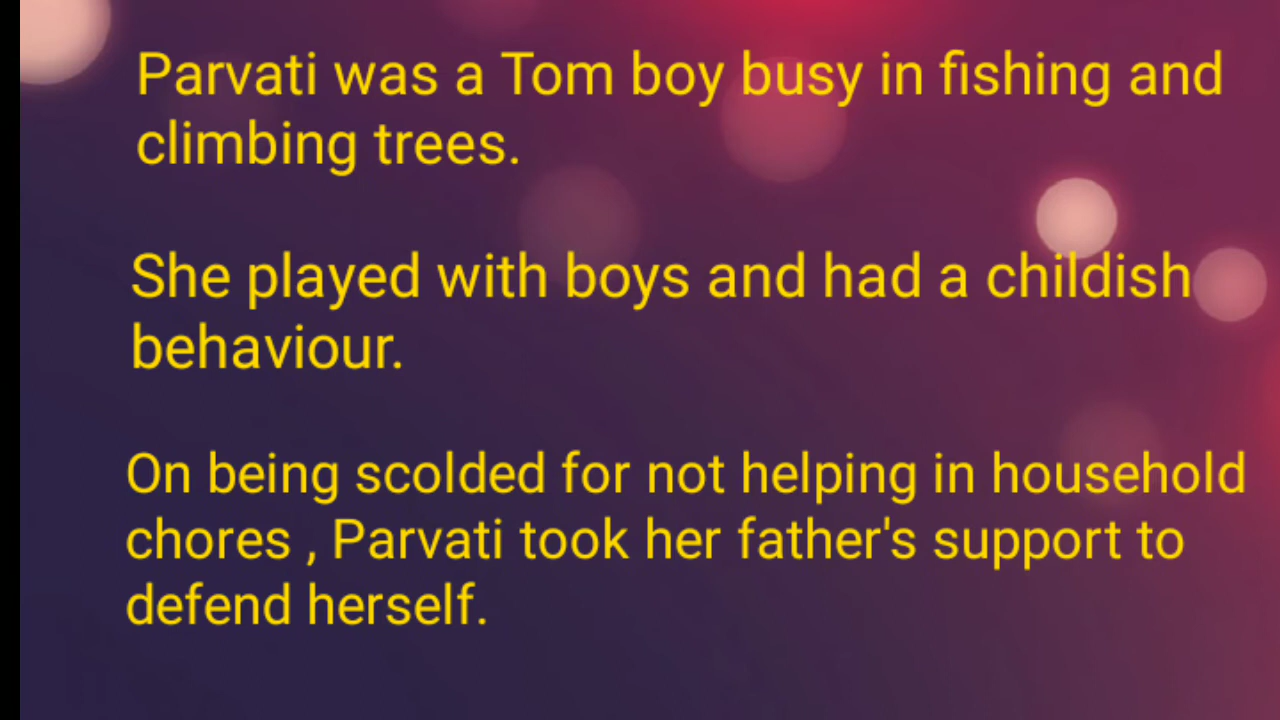 Parvati was a Tom boy busy in fishing and
climbing trees.
She played with boys and had a childish
behaviour.
On being scolded for not helping in household
chores , Parvati took her father's support to
defend herself.